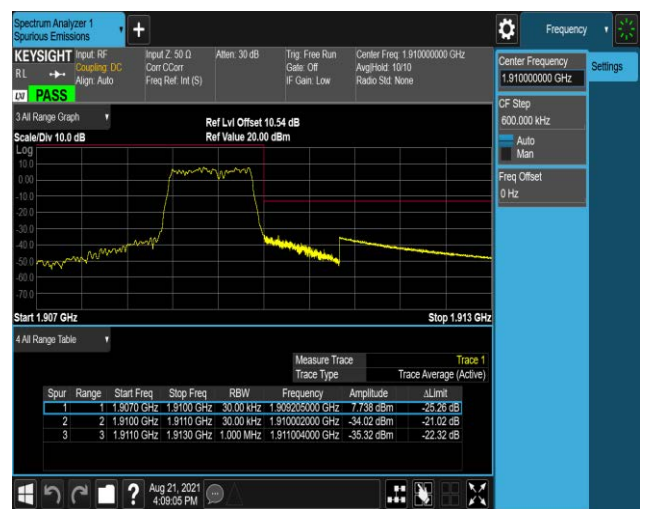 Spectrum Analyzer 1
Spurious Emissions
+
Frequency
KEYSIGHT
RL
LXI
PASS
Input: RF
Coupling: DC
Align: Auto
Input Z: 50 Ω
Corr CCorr
Freq Ref: Int (S)
Atten: 30 dB
Trig: Free Run
Gate: Off
IF Gain: Low
Center Freq: 1.910000000 GHz
Avg|Hold: 10/10
Radio Std: None
Center Frequency
1.910000000 GHz
Settings
CF Step
600.000 kHz
Auto
Man
Freq Offset
0 Hz
3 All Range Graph
Scale/Div 10.0 dB
Ref Lvl Offset 10.54 dB
Ref Value 20.00 dBm
Log
10.0
0.00
-10.0
-20.0
-30.0
-40.0
-50.0
-60.0
-70.0
Start 1.907 GHz
Stop 1.913 GHz
4 All Range Table
Measure Trace Trace 1
Trace Type Trace Average (Active)
Spur Range Start Freq Stop Freq RBW Frequency Amplitude ΔLimit
1 1 1.9070 GHz 1.9100 GHz 30.00 kHz 1.909205000 GHz 7.738 dBm -25.26 dB
2 2 1.9100 GHz 1.9110 GHz 30.00 kHz 1.910002000 GHz -34.02 dBm -21.02 dB
3 3 1.9110 GHz 1.9130 GHz 1.000 MHz 1.911004000 GHz -35.32 dBm -22.32 dB
?
Aug 21, 2021
4:09:05 PM